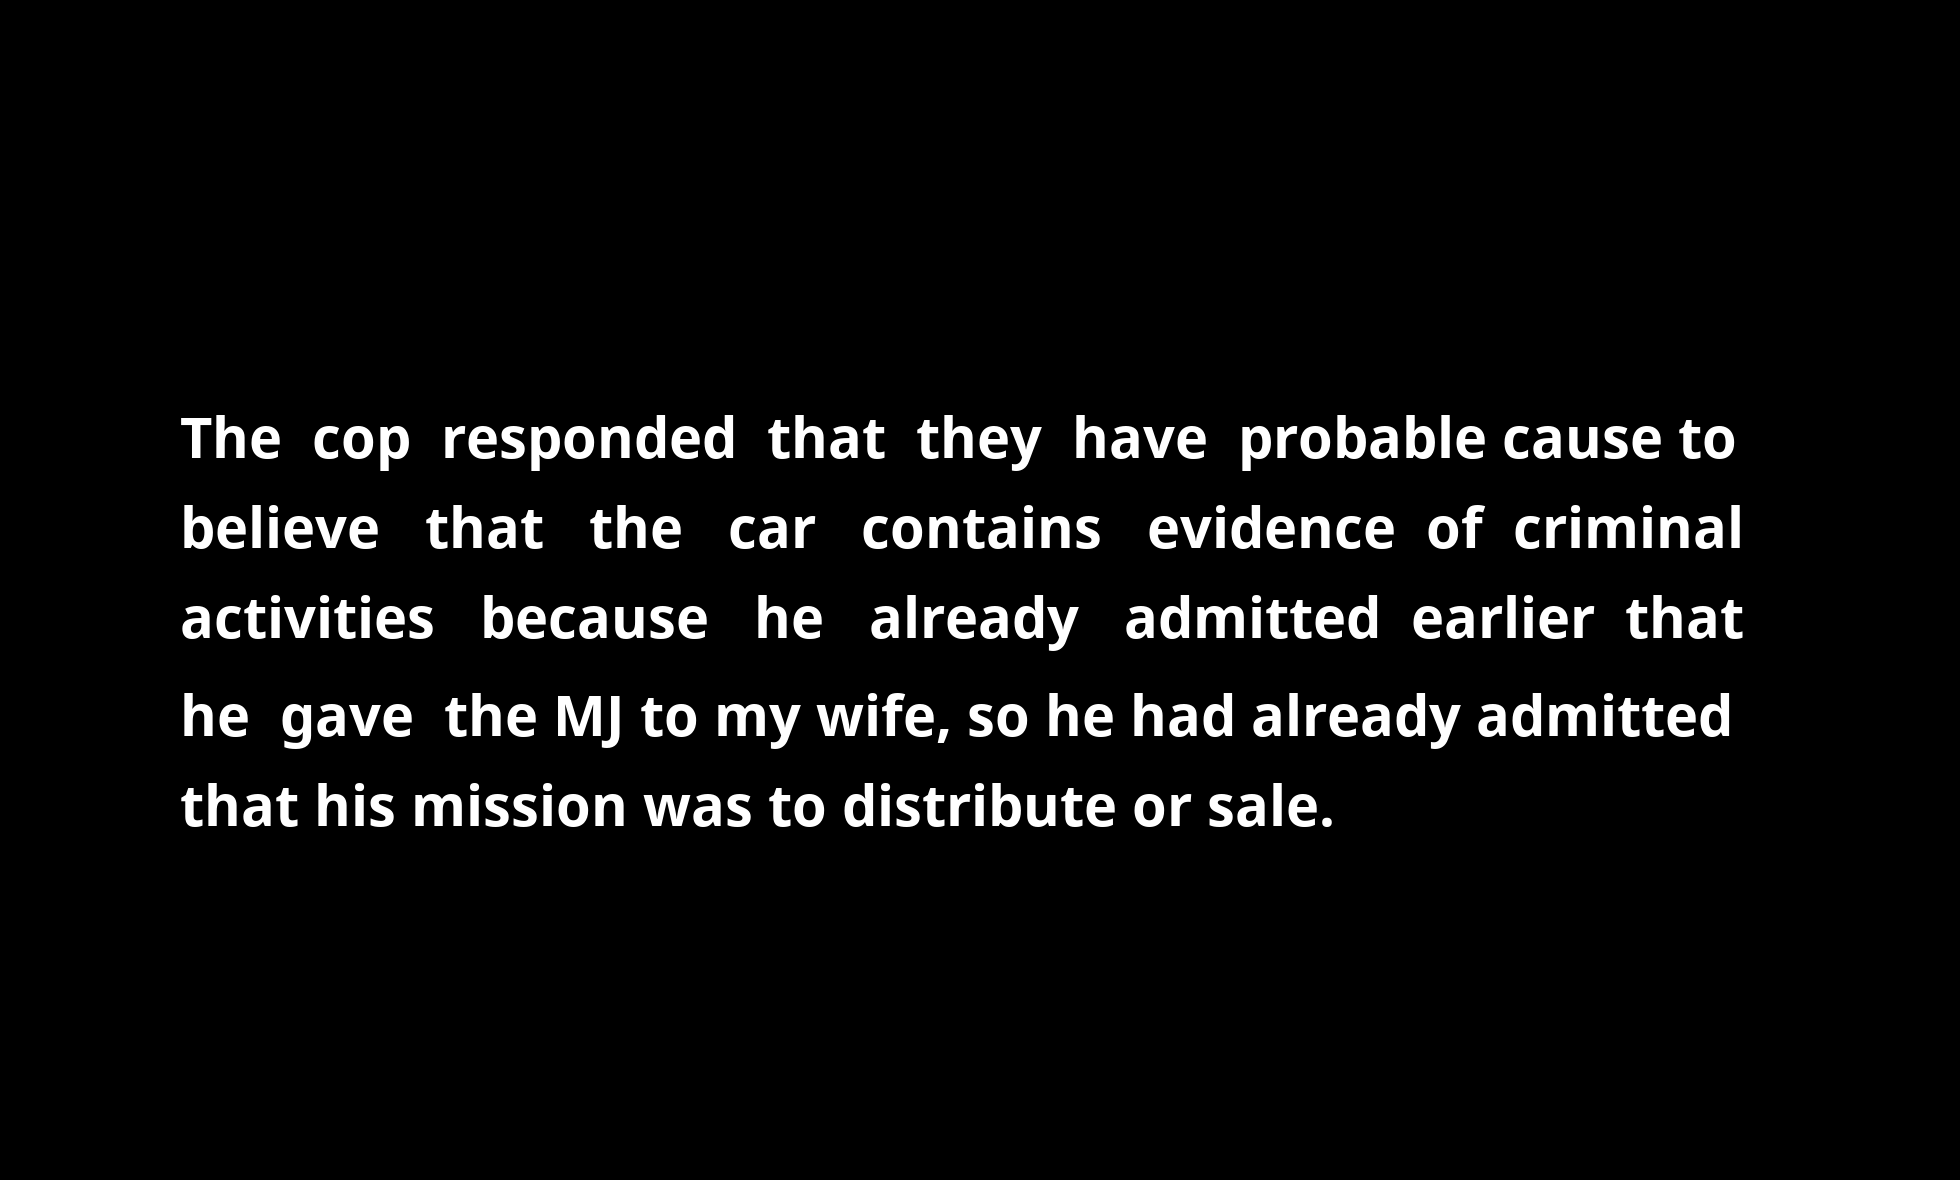 The cop responded that they have probable cause to
believe that the car contains evidence of criminal
activities because he already admitted earlier that
he gave the MJ to my wife, so he had already admitted
that his mission was to distribute or sale.